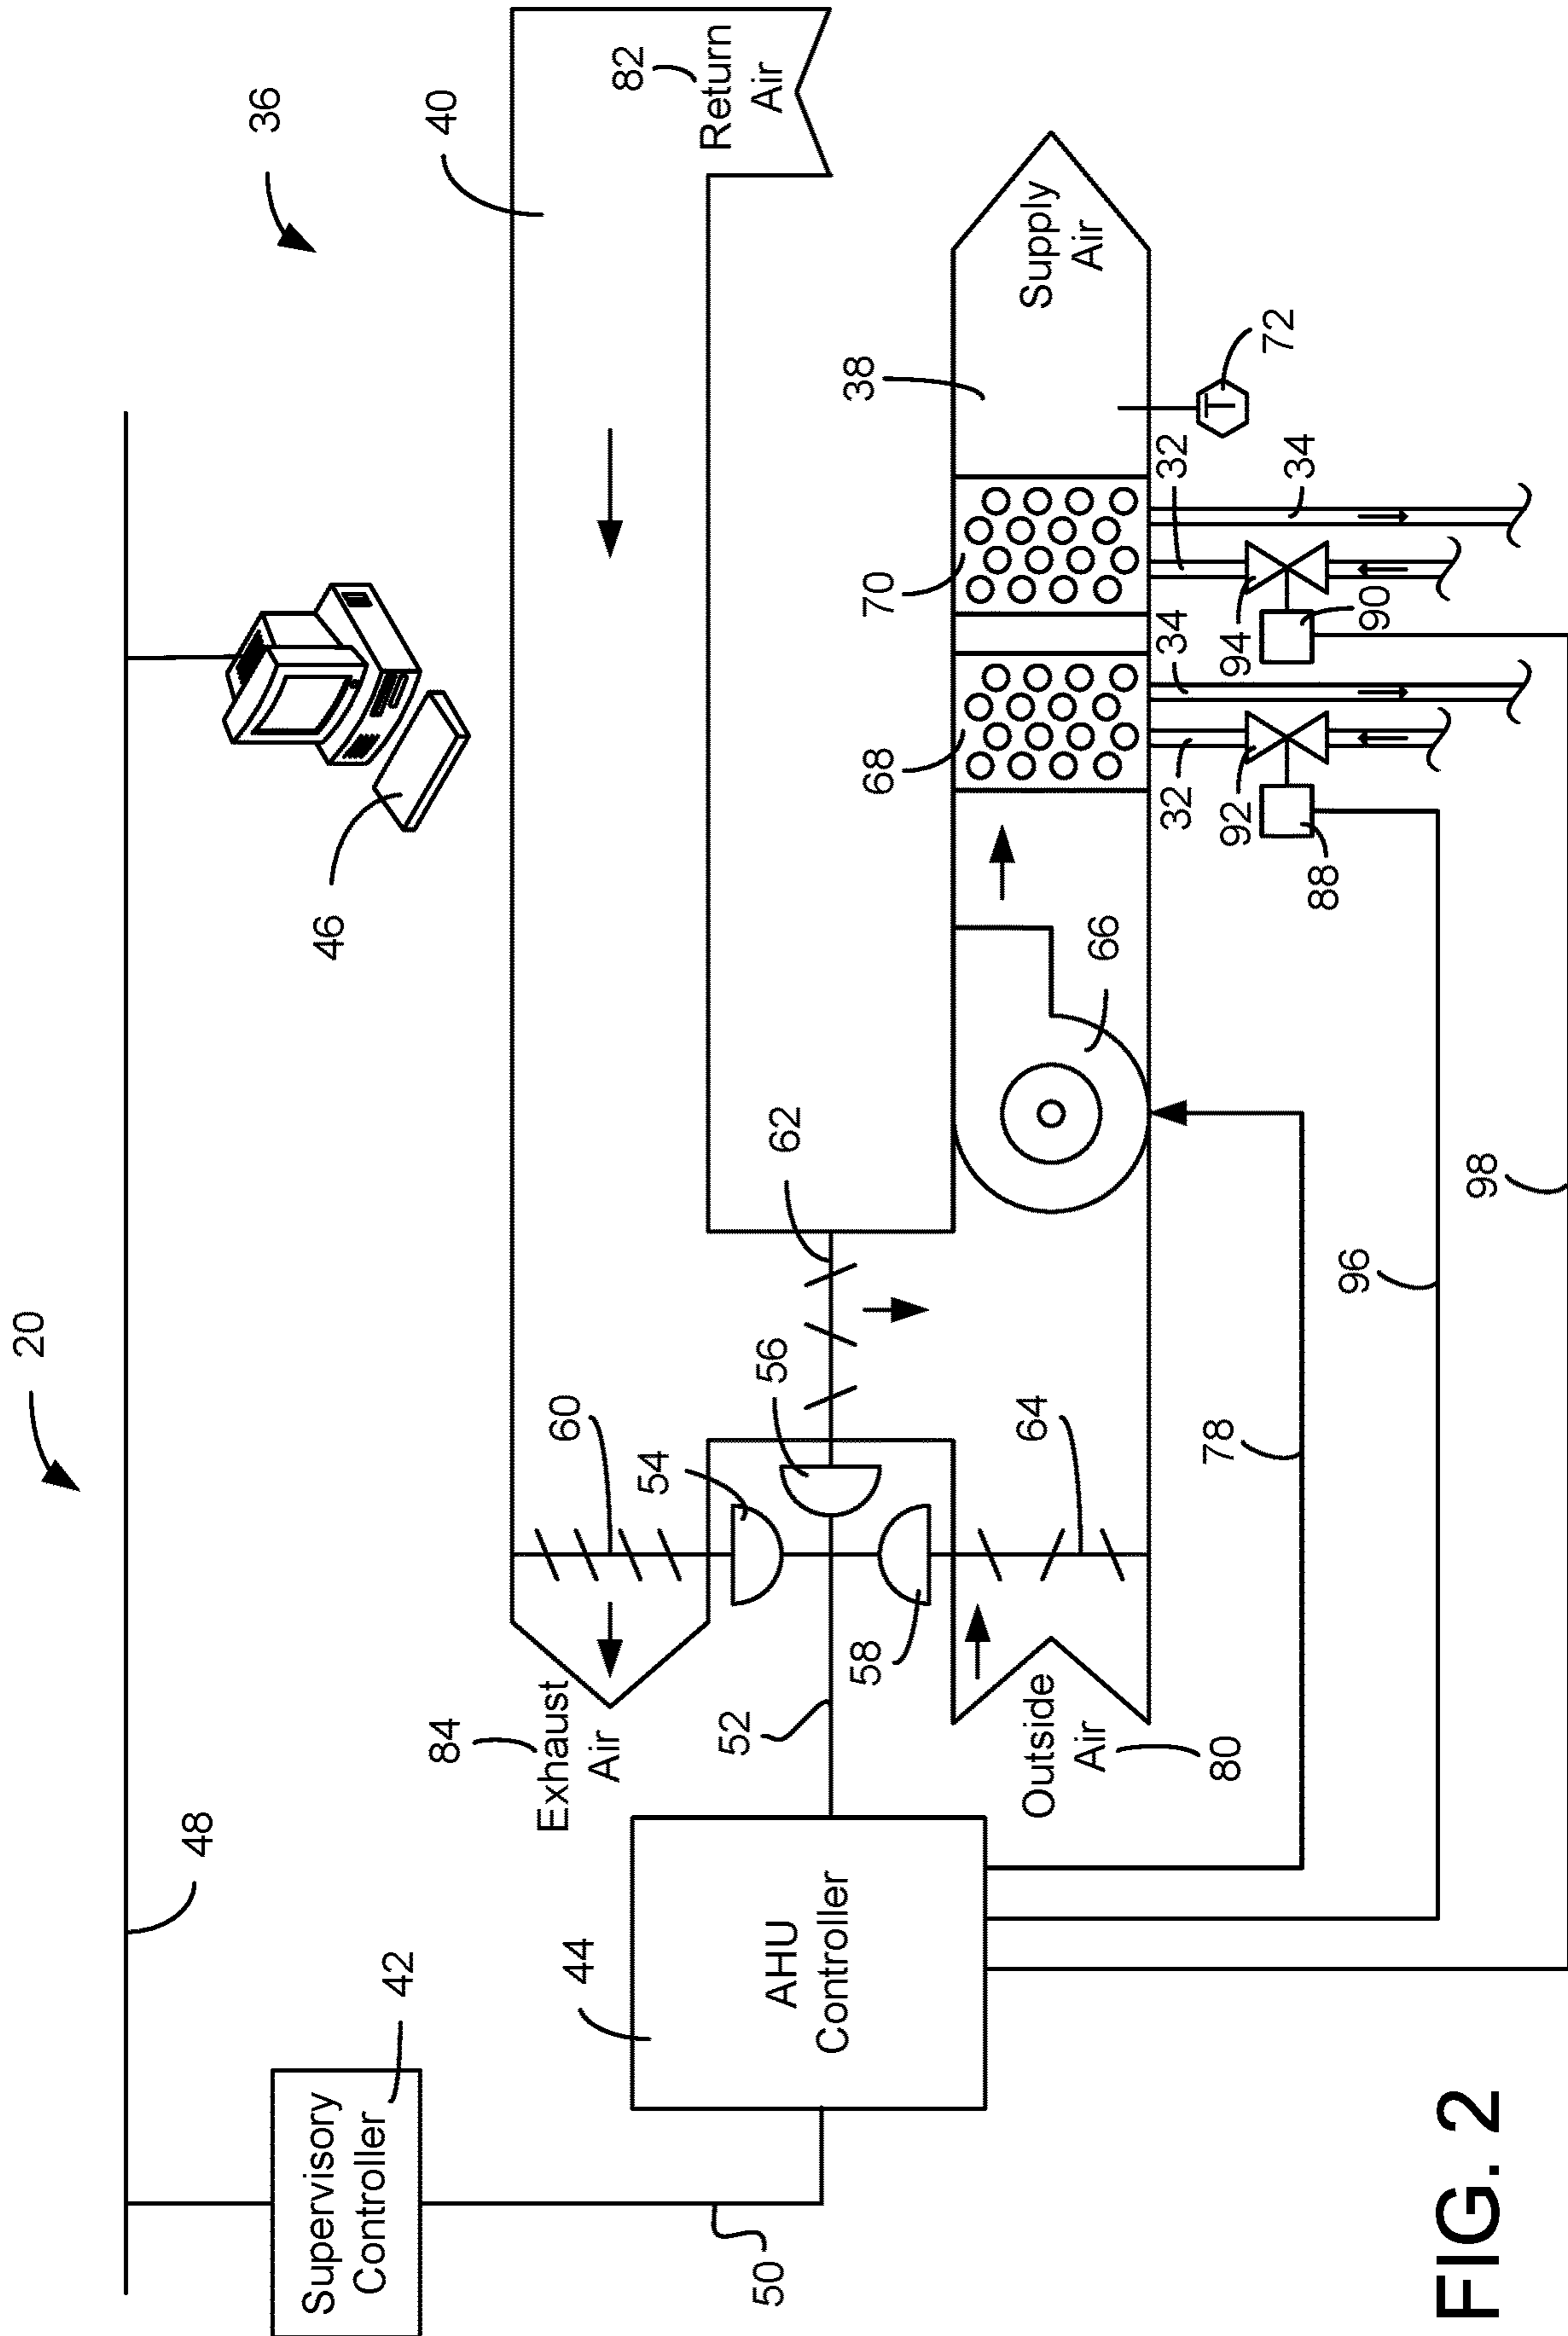 20
36
48
42
Supervisory
Controller
46
40
82
Return
Air
84
Exhaust
Air
60
54
56
62
44
AHU
Controller
50
52
58
Outside
Air
80
64
66
68
70
38
Supply
Air
72
32
34
32
34
92
94
88
90
78
96
98
T
FIG. 2